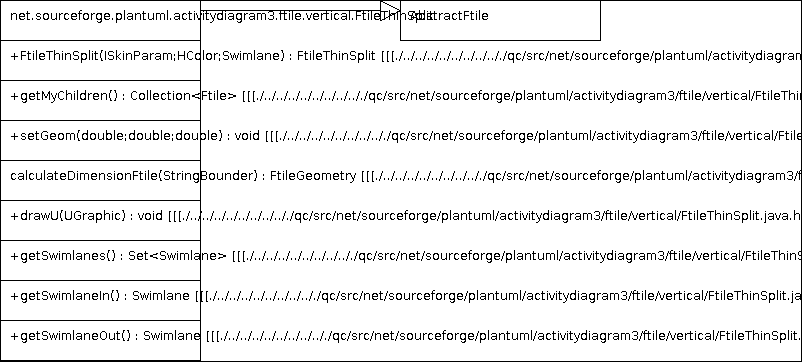 net.sourceforge.plantuml.activitydiagram3.ftile.vertical.FtileThinSplit
AbstractFtile
+FtileThinSplit(ISkinParam;HColor;Swimlane) : FtileThinSplit [[[./../../../../../../../../../qc/src/net/sourceforge/plantuml/activitydiagram
+getMyChildren() : Collection<Ftile> [[[./../../../../../../../../../qc/src/net/sourceforge/plantuml/activitydiagram3/ftile/vertical/FtileThi
+setGeom(double;double;double) : void [[[./../../../../../../../../../qc/src/net/sourceforge/plantuml/activitydiagram3/ftile/vertical/Ftile
calculateDimensionFtile(StringBounder) : FtileGeometry [[[./../../../../../../../../../qc/src/net/sourceforge/plantuml/activitydiagram3/f
+drawU(UGraphic) : void [[[./../../../../../../../../../qc/src/net/sourceforge/plantuml/activitydiagram3/ftile/vertical/FtileThinSplit.java.h
+getSwimlanes() : Set<Swimlane> [[[./../../../../../../../../../qc/src/net/sourceforge/plantuml/activitydiagram3/ftile/vertical/FtileThinS
+getSwimlaneIn() : Swimlane [[[./../../../../../../../../../qc/src/net/sourceforge/plantuml/activitydiagram3/ftile/vertical/FtileThinSplit.ja
+getSwimlaneOut() : Swimlane [[[./../../../../../../../../../qc/src/net/sourceforge/plantuml/activitydiagram3/ftile/vertical/FtileThinSplit.